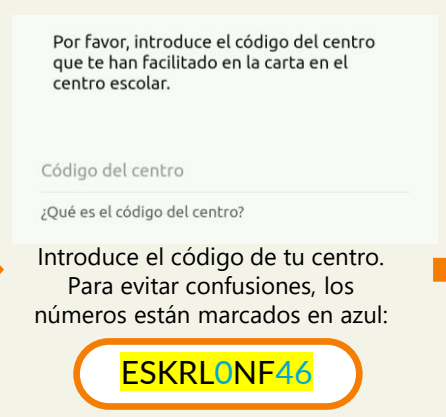 Por favor, introduce el código del centro
que te han facilitado en la carta en el
centro escolar.
Código del centro
¿Qué es el código del centro?
Introduce el código de tu centro.
Para evitar confusiones, los
números están marcados en azul:
ESKRL0NF46